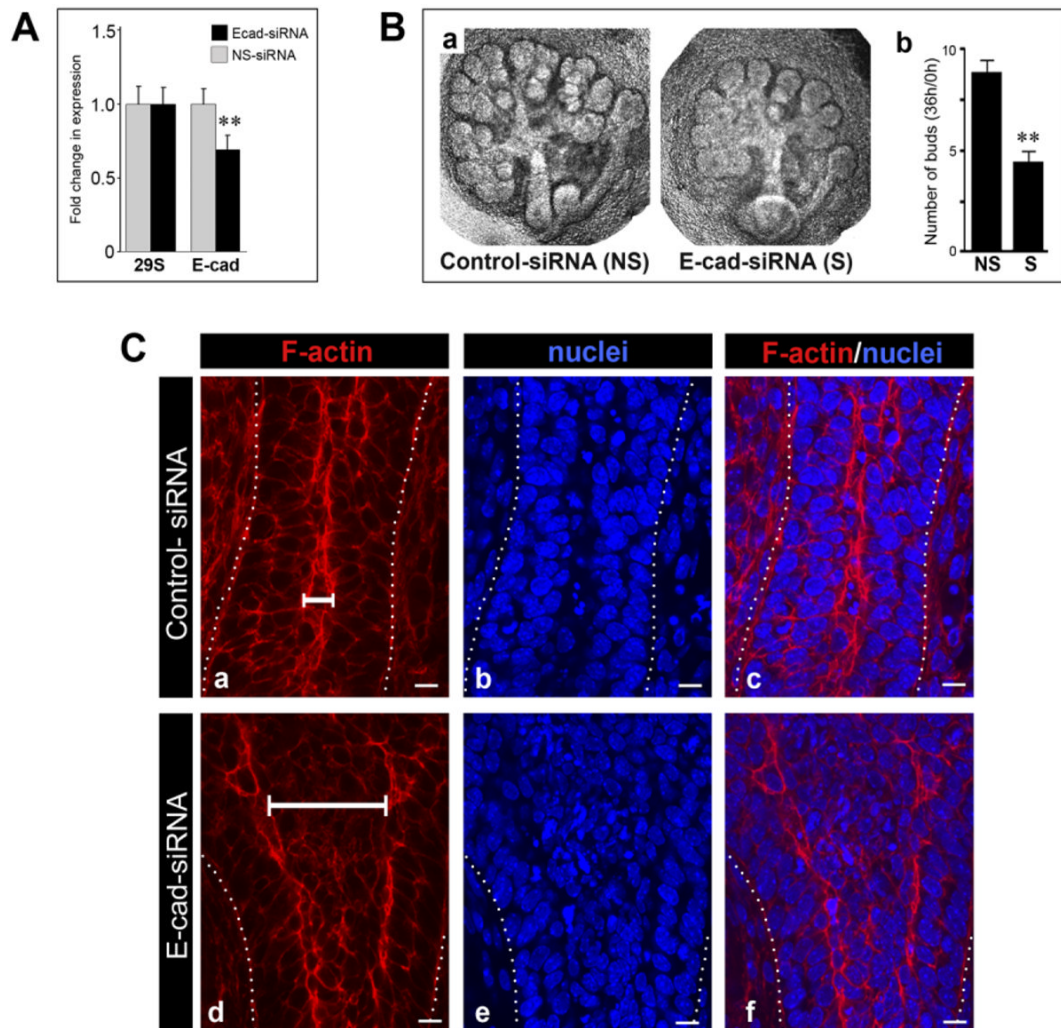 A
Fold change in expression
1.5
1.0
0.5
0
Ecad-siRNA
NS-siRNA
**
29S E-cad
B
a
Control-siRNA (NS) E-cad-siRNA (S)
b
Number of buds (36h/0h)
10
5
0
**
NS S
C
F-actin nuclei F-actin/nuclei
Control- siRNA
a b c
E-cad-siRNA
d e f